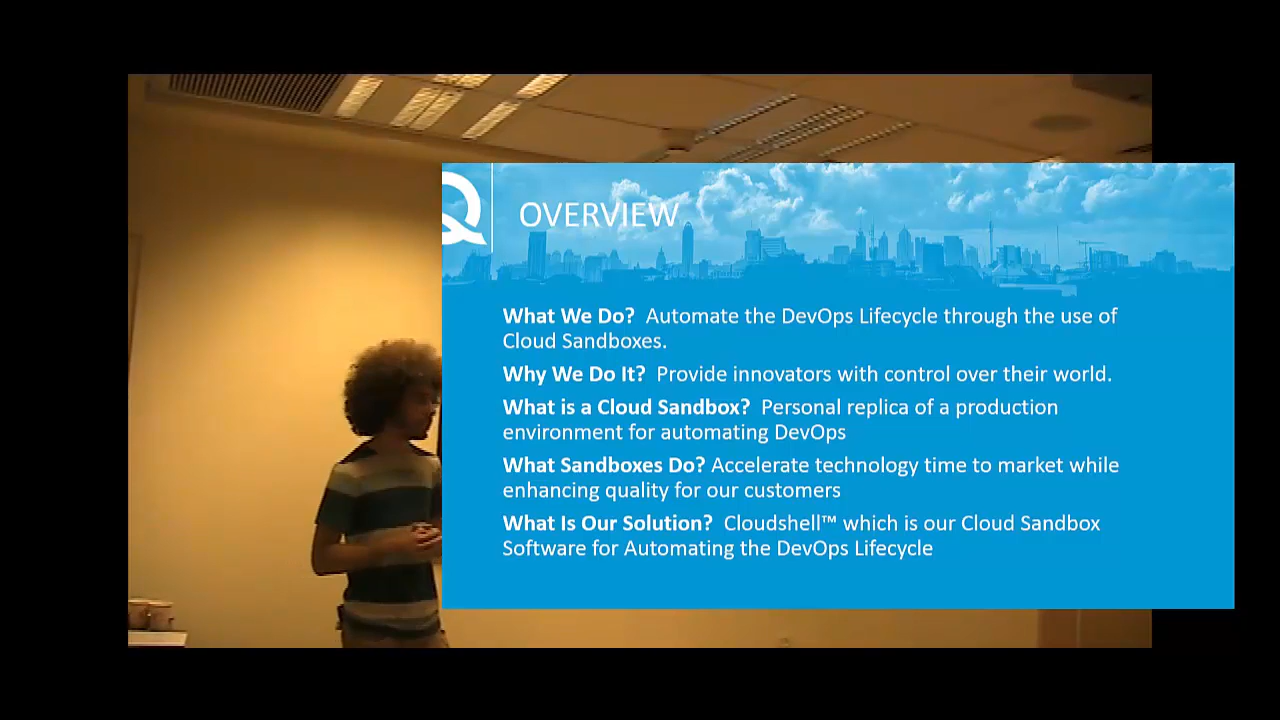 OVERVIEW
What We Do?  Automate the DevOps Lifecycle through the use of
Cloud Sandboxes.
Why We Do It?  Provide innovators with control over their world.
What is a Cloud Sandbox?  Personal replica of a production
environment for automating DevOps
What Sandboxes Do? Accelerate technology time to market while
enhancing quality for our customers
What Is Our Solution?  Cloudshell™ which is our Cloud Sandbox
Software for Automating the DevOps Lifecycle